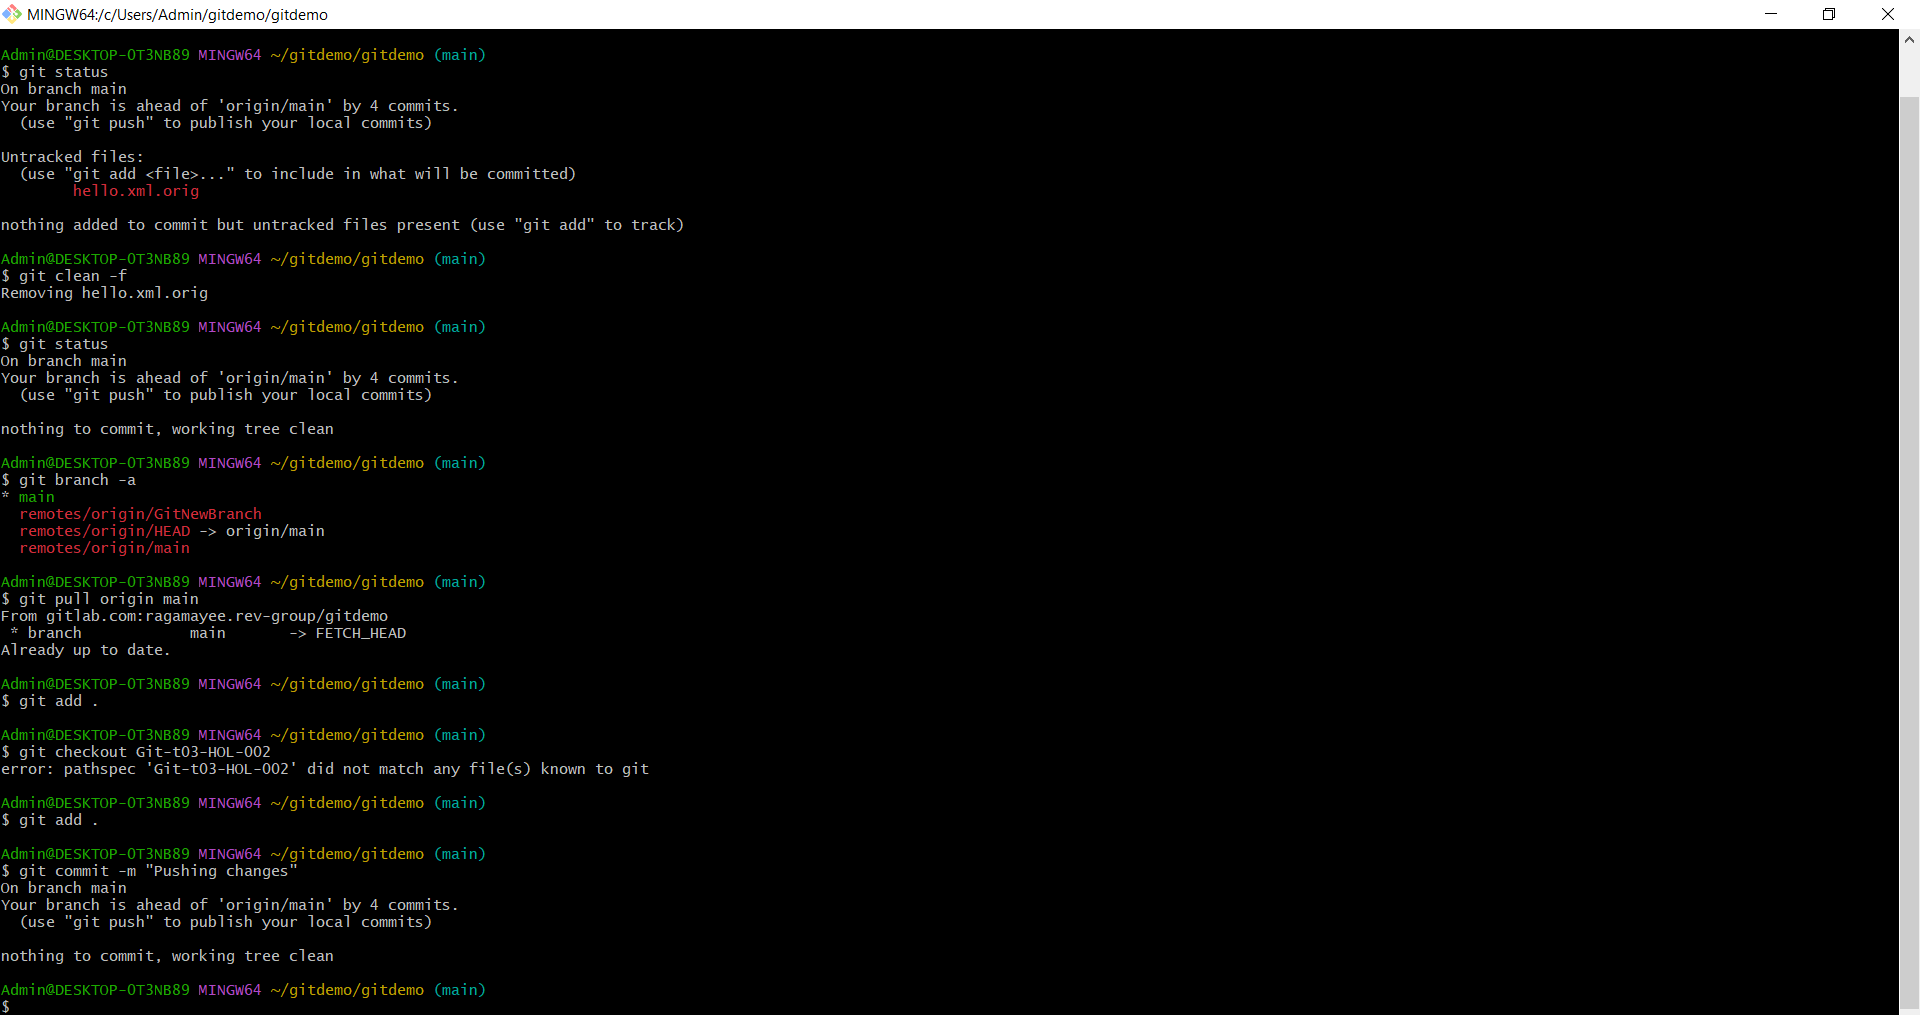 MINGW64:/c/Users/Admin/gitdemo/gitdemo
Admin@DESKTOP-OT3NB89 MINGW64 ~/gitdemo/gitdemo (main)
$ git status
On branch main
Your branch is ahead of 'origin/main' by 4 commits.
  (use "git push" to publish your local commits)
Untracked files:
  (use "git add <file>..." to include in what will be committed)
        hello.xml.orig
nothing added to commit but untracked files present (use "git add" to track)
Admin@DESKTOP-OT3NB89 MINGW64 ~/gitdemo/gitdemo (main)
$ git clean -f
Removing hello.xml.orig
Admin@DESKTOP-OT3NB89 MINGW64 ~/gitdemo/gitdemo (main)
$ git status
On branch main
Your branch is ahead of 'origin/main' by 4 commits.
  (use "git push" to publish your local commits)
nothing to commit, working tree clean
Admin@DESKTOP-OT3NB89 MINGW64 ~/gitdemo/gitdemo (main)
$ git branch -a
* main
  remotes/origin/GitNewBranch
  remotes/origin/HEAD -> origin/main
  remotes/origin/main
Admin@DESKTOP-OT3NB89 MINGW64 ~/gitdemo/gitdemo (main)
$ git pull origin main
From gitlab.com:ragamayee.rev-group/gitdemo
 * branch            main       -> FETCH_HEAD
Already up to date.
Admin@DESKTOP-OT3NB89 MINGW64 ~/gitdemo/gitdemo (main)
$ git add .
Admin@DESKTOP-OT3NB89 MINGW64 ~/gitdemo/gitdemo (main)
$ git checkout Git-t03-HOL-002
error: pathspec 'Git-t03-HOL-002' did not match any file(s) known to git
Admin@DESKTOP-OT3NB89 MINGW64 ~/gitdemo/gitdemo (main)
$ git add .
Admin@DESKTOP-OT3NB89 MINGW64 ~/gitdemo/gitdemo (main)
$ git commit -m "Pushing changes"
On branch main
Your branch is ahead of 'origin/main' by 4 commits.
  (use "git push" to publish your local commits)
nothing to commit, working tree clean
Admin@DESKTOP-OT3NB89 MINGW64 ~/gitdemo/gitdemo (main)
$